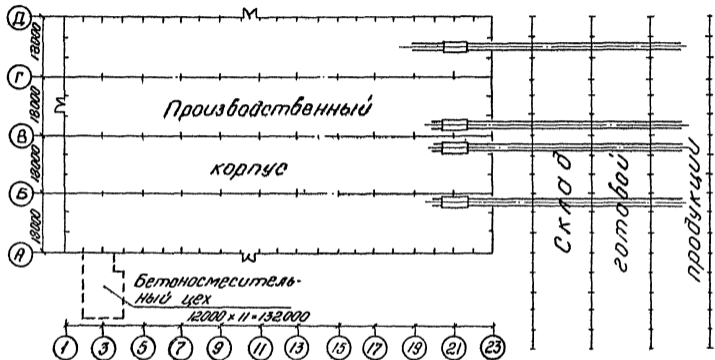 Д
18000
Г
18000
Производственный
В
18000
корпус
Б
18000
А
Бетоносмеситель-
ный цех
12000 х 11 = 132000
Склад
готовой
продукции
1 3 5 7 9 11 13 15 17 19 21 23